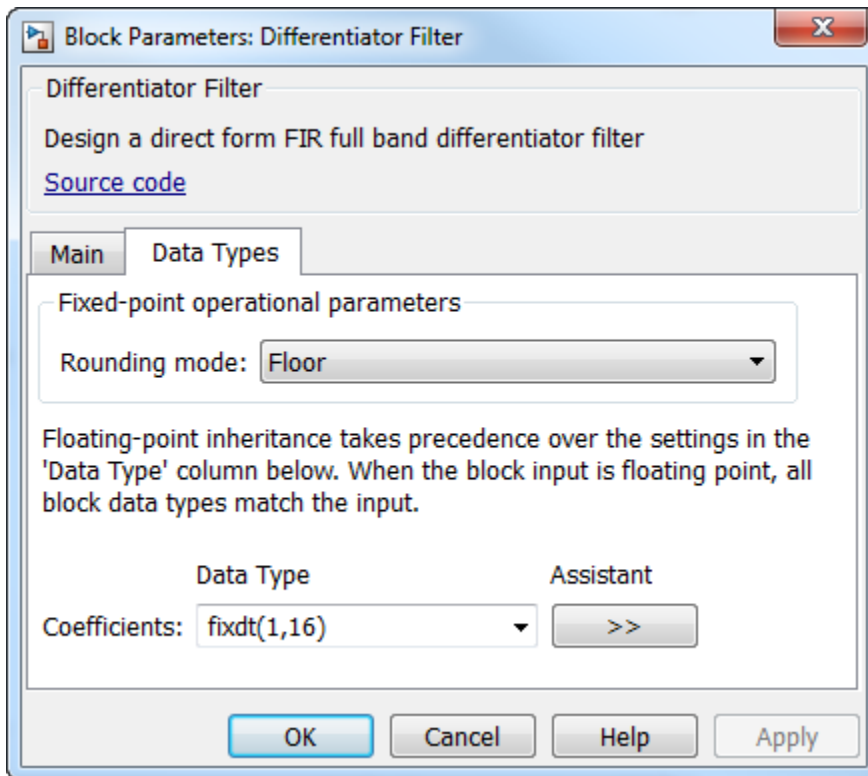 Block Parameters: Differentiator Filter
X
Differentiator Filter
Design a direct form FIR full band differentiator filter
Source code
Main Data Types
Fixed-point operational parameters
Rounding mode: Floor
Floating-point inheritance takes precedence over the settings in the
'Data Type' column below. When the block input is floating point, all
block data types match the input.
Data Type Assistant
Coefficients: fixdt(1,16) >>
OK Cancel Help Apply